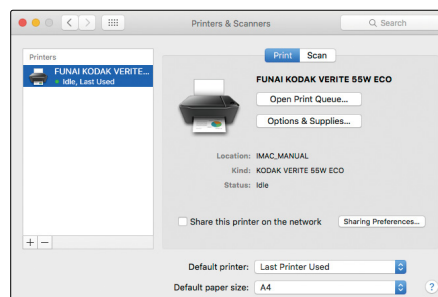 Printers & Scanners
Search
Printers
FUNAI KODAK VERITE...
Idle, Last Used
+ −
Print Scan
FUNAI KODAK VERITE 55W ECO
Open Print Queue...
Options & Supplies...
Location: IMAC_MANUAL
Kind: KODAK VERITE 55W ECO
Status: Idle
Share this printer on the network
Sharing Preferences...
Default printer: Last Printer Used
Default paper size: A4
?